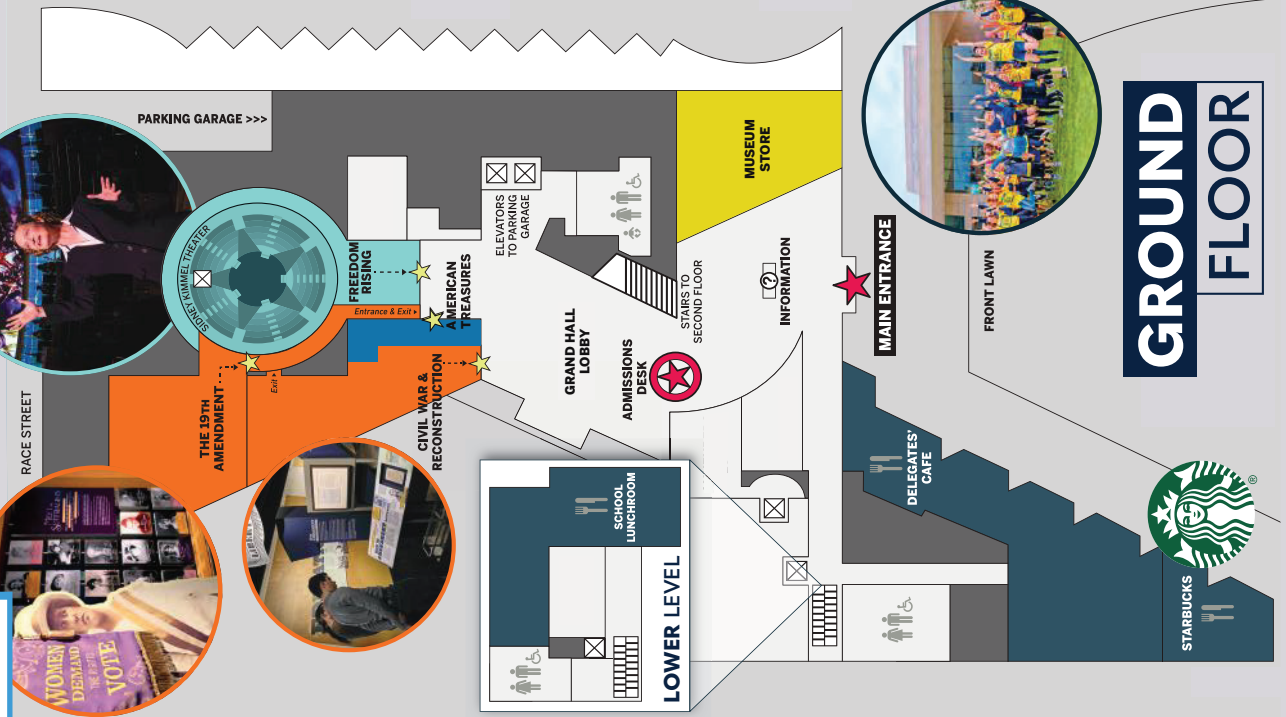 GROUND
FLOOR
RACE STREET
PARKING GARAGE >>>
SIDNEY KIMMEL THEATER
FREEDOM
RISING
Entrance & Exit
AMERICAN
TREASURES
THE 19TH
AMENDMENT
Exit
CIVIL WAR &
RECONSTRUCTION
ELEVATORS
TO PARKING
GARAGE
GRAND HALL
LOBBY
ADMISSIONS
DESK
STAIRS TO
SECOND FLOOR
MUSEUM
STORE
?
INFORMATION
MAIN ENTRANCE
FRONT LAWN
DELEGATES'
CAFE
STARBUCKS
®
SCHOOL
LUNCHROOM
LOWER LEVEL
WOMEN
DEMAND
VOTE